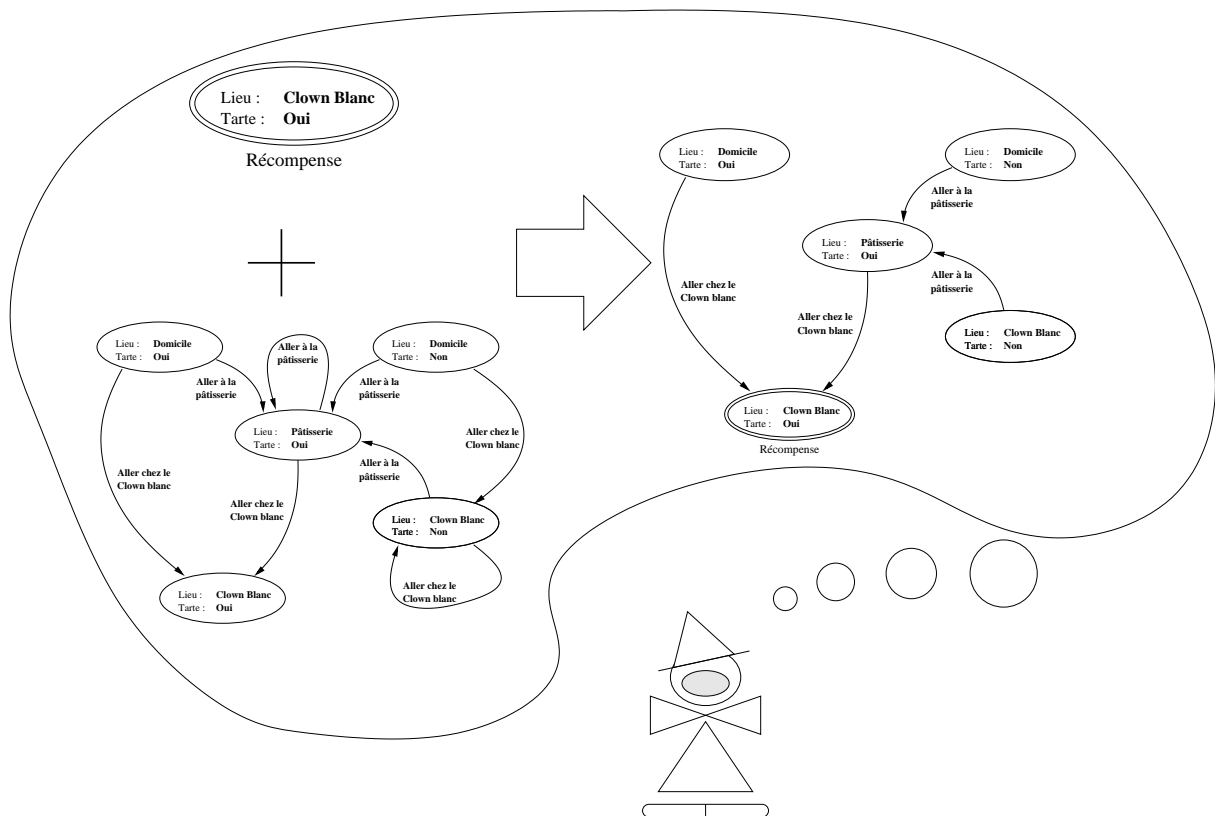 Lieu : Clown Blanc
Tarte : Oui
Récompense
Lieu : Domicile
Tarte : Oui
Lieu : Domicile
Tarte : Non
Aller à la
pâtisserie
Lieu : Pâtisserie
Tarte : Oui
Aller à la
pâtisserie
Aller chez le
Clown blanc
Aller chez le
Clown blanc
Lieu : Clown Blanc
Tarte : Non
Lieu : Clown Blanc
Tarte : Oui
Récompense
Lieu : Domicile
Tarte : Oui
Aller à la
pâtisserie
Lieu : Domicile
Tarte : Non
Aller à la
pâtisserie
Aller à la
pâtisserie
Lieu : Pâtisserie
Tarte : Oui
Aller chez le
Clown blanc
Aller à la
pâtisserie
Aller chez le
Clown blanc
Aller chez le
Clown blanc
Lieu : Clown Blanc
Tarte : Non
Aller chez le
Clown blanc
Lieu : Clown Blanc
Tarte : Oui